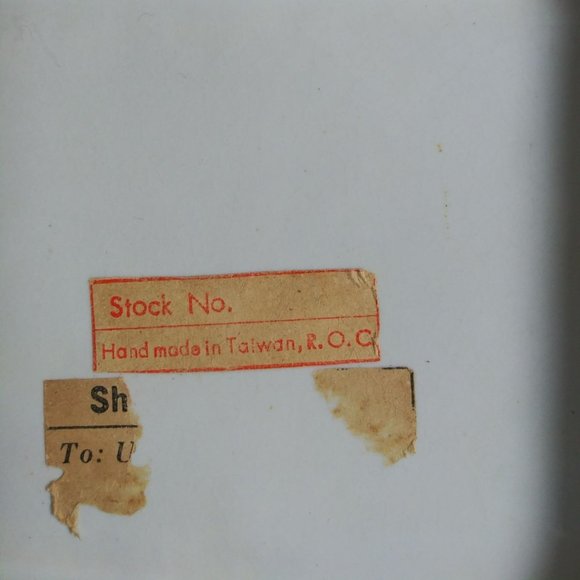 Stock No.
Hand made in Taiwan, R.O.C
Sh
To: U